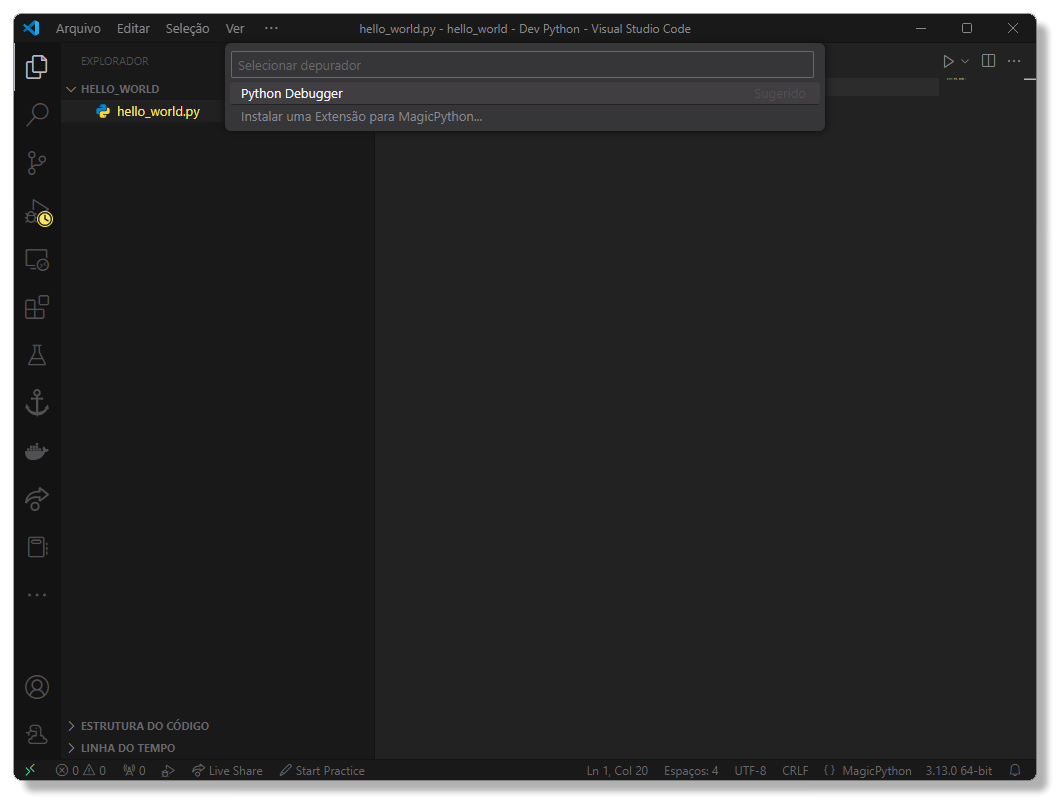 Arquivo Editar Seleção Ver ··· hello_world.py - hello_world - Dev Python - Visual Studio Code
EXPLORADOR
Selecionar depurador
HELLO_WORLD
Python Debugger Sugerido
hello_world.py
Instalar uma Extensão para MagicPython...
ESTRUTURA DO CÓDIGO
LINHA DO TEMPO
0 0 0 Live Share Start Practice Ln 1, Col 20 Espaços: 4 UTF-8 CRLF {} MagicPython 3.13.0 64-bit